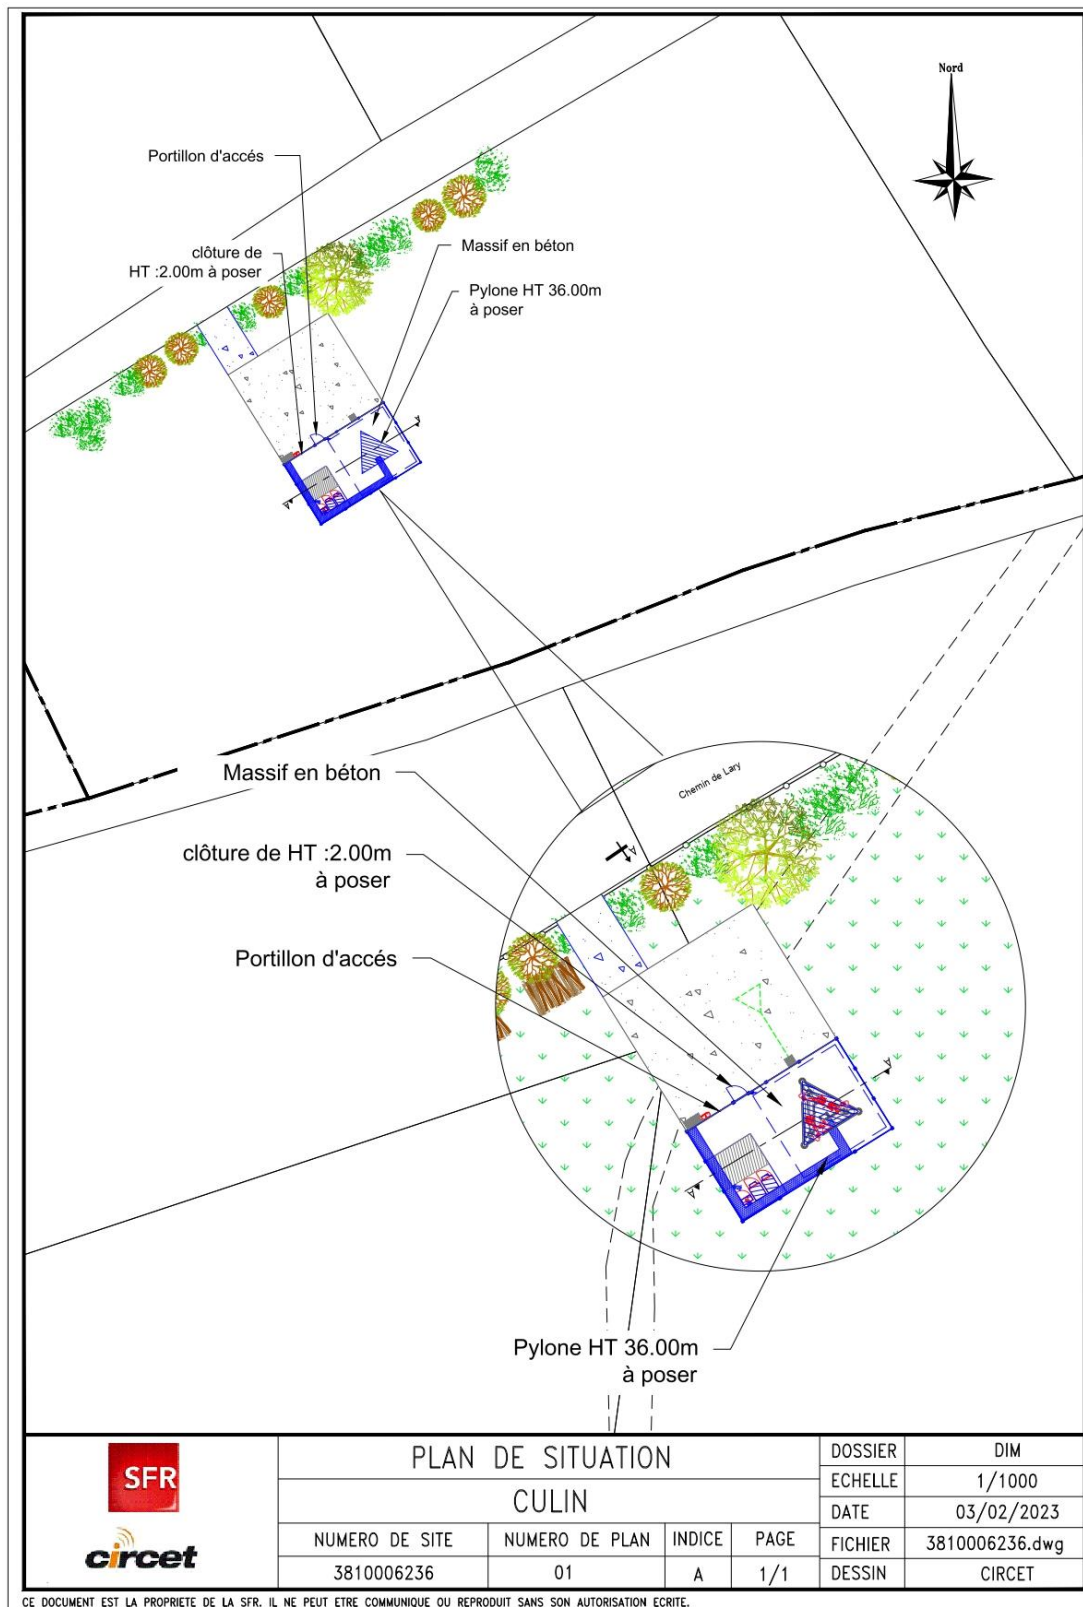 Nord
Portillon d'accés
clôture de
HT :2.00m à poser
Massif en béton
Pylone HT 36.00m
à poser
A
A
Massif en béton
Chemin de Lary
clôture de HT :2.00m
à poser
A
Portillon d'accés
A
A
Pylone HT 36.00m
à poser
SFR
circet
PLAN DE SITUATION
CULIN
NUMERO DE SITE
NUMERO DE PLAN
INDICE
PAGE
3810006236
01
A
1/1
DOSSIER
DIM
ECHELLE
1/1000
DATE
03/02/2023
FICHIER
3810006236.dwg
DESSIN
CIRCET
CE DOCUMENT EST LA PROPRIETE DE LA SFR. IL NE PEUT ETRE COMMUNIQUE OU REPRODUIT SANS SON AUTORISATION ECRITE.